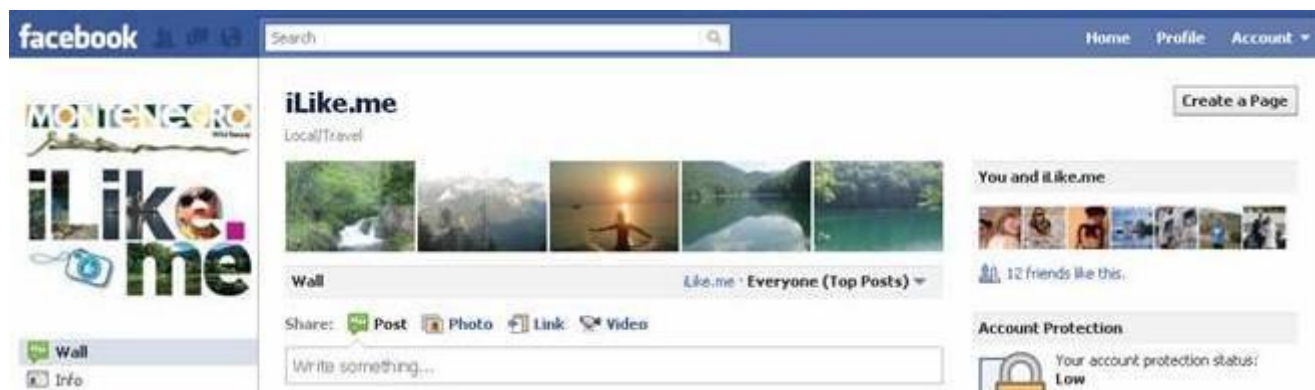 facebook
Search
Home Profile Account
MONTENEGRO
Wild Beauty
iLike.
me
Wall
Info
iLike.me
Local/Travel
Wall
iLike.me · Everyone (Top Posts)
Share: Post Photo Link Video
Write something...
Create a Page
You and iLike.me
12 friends like this.
Account Protection
Your account protection status:
Low